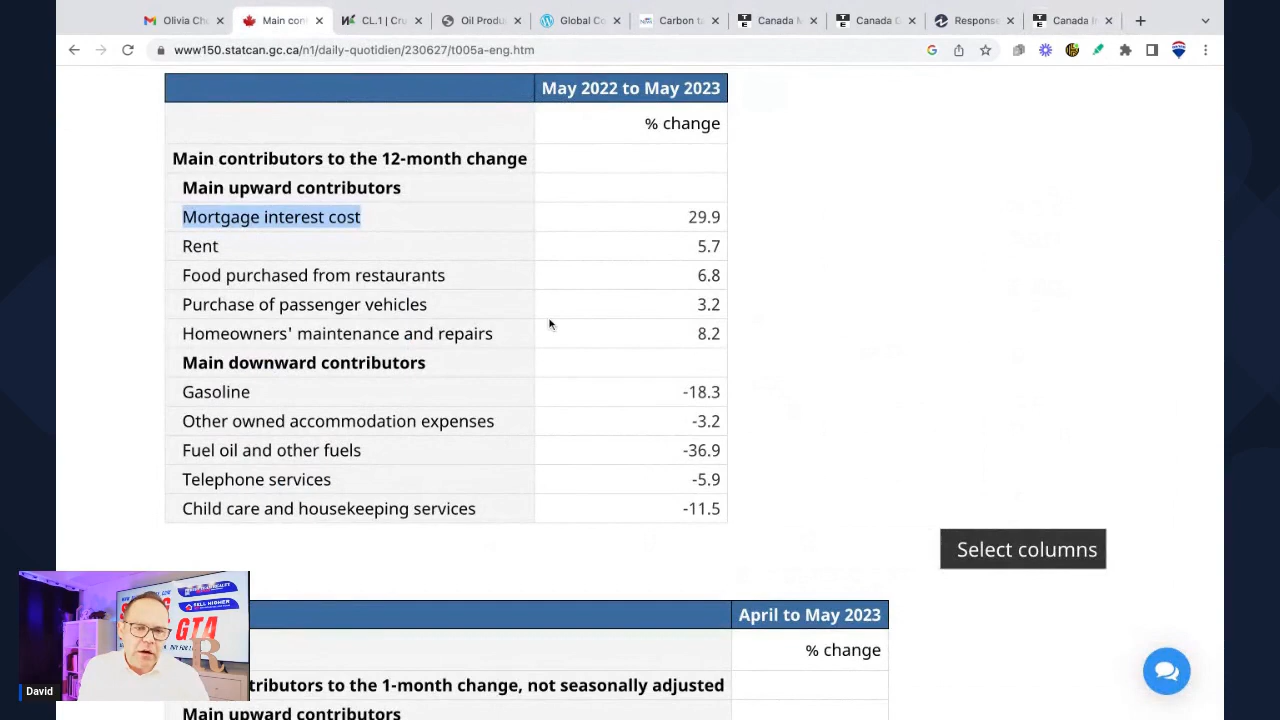 Olivia Ch
Main con
CL.1 | Cru
Oil Produ
Global Co
Carbon ta
Canada M
Canada D
Respons
Canada In
www150.statcan.gc.ca/n1/daily-quotidien/230627/t005a-eng.htm
May 2022 to May 2023
% change
Main contributors to the 12-month change
Main upward contributors
Mortgage interest cost 29.9
Rent 5.7
Food purchased from restaurants 6.8
Purchase of passenger vehicles 3.2
Homeowners' maintenance and repairs 8.2
Main downward contributors
Gasoline -18.3
Other owned accommodation expenses -3.2
Fuel oil and other fuels -36.9
Telephone services -5.9
Child care and housekeeping services -11.5
Select columns
April to May 2023
% change
tributors to the 1-month change, not seasonally adjusted
Main upward contributors
SELL HIGHER
GTA
R
David